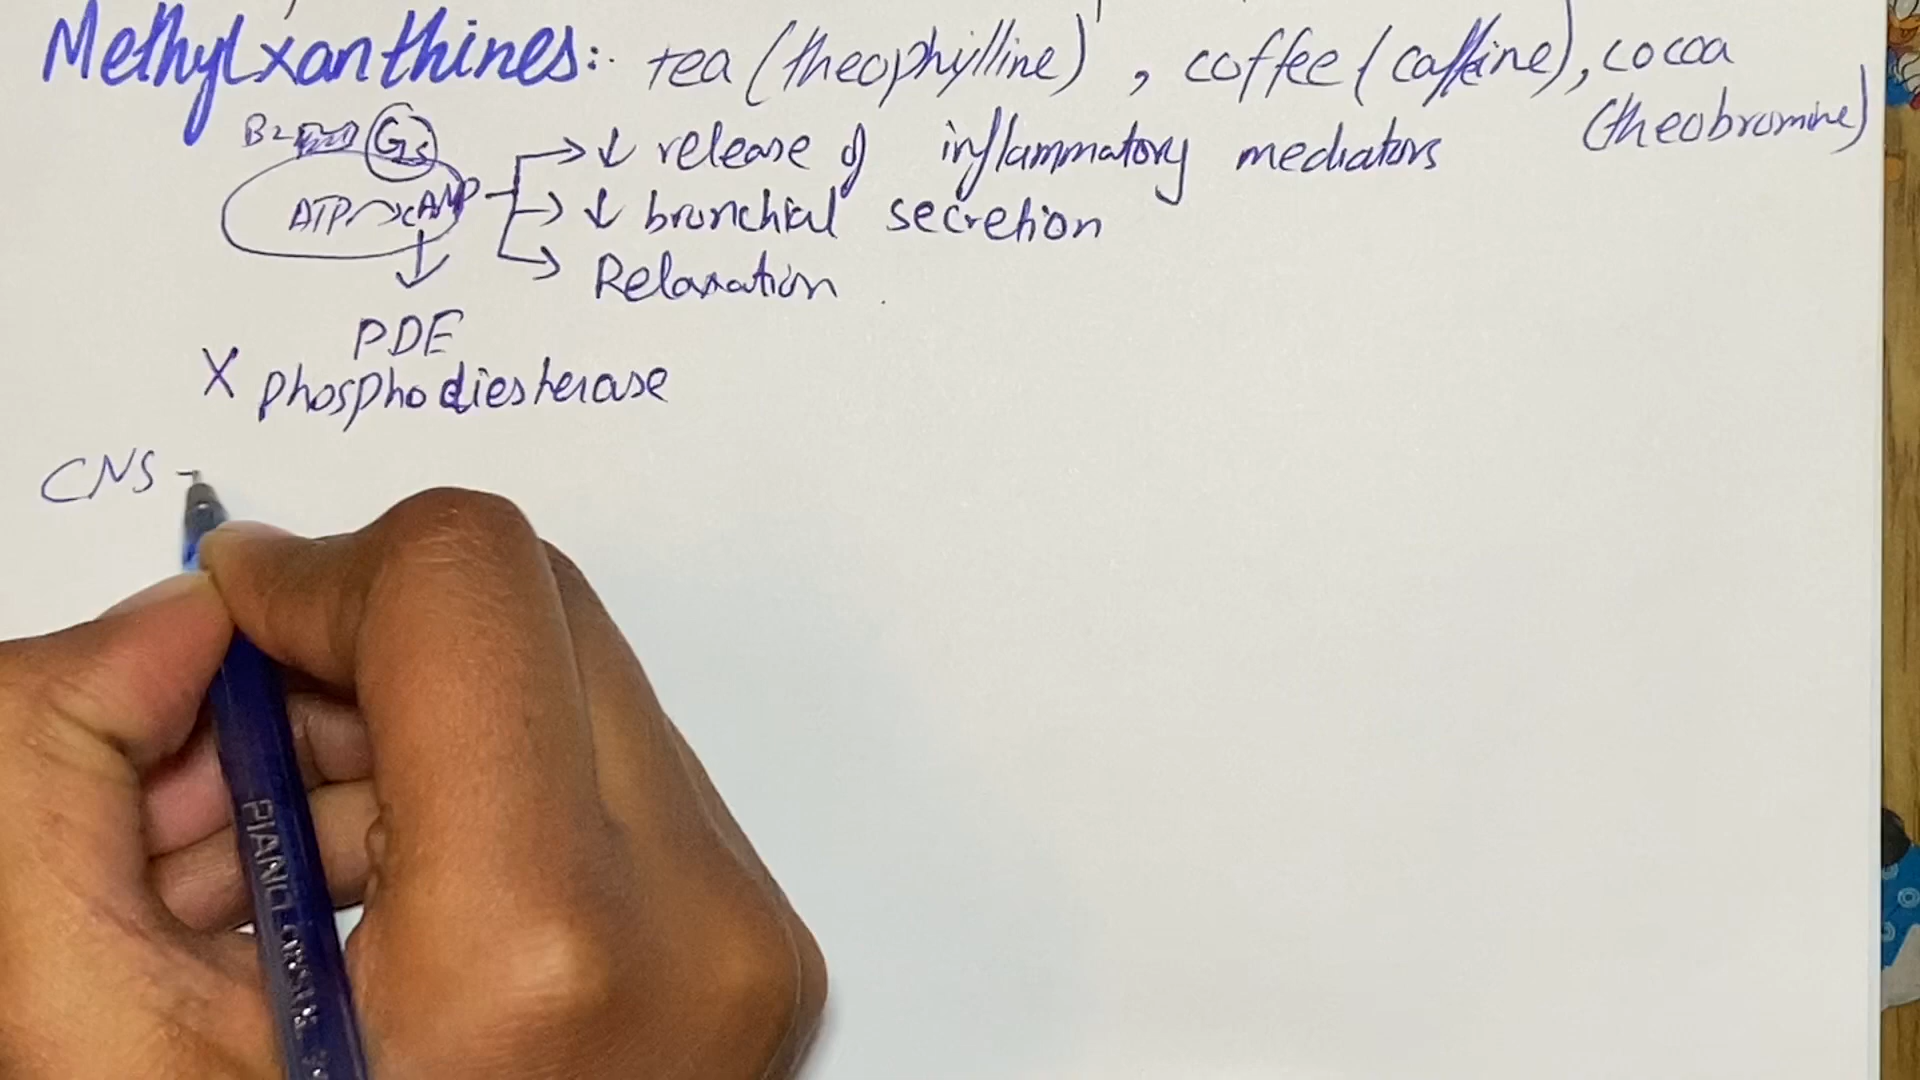 Methylxanthines:. tea (theophylline), coffee (caffeine), cocoa
(theobromine)
B2 Gs
→ ↓ release of inflammatory mediators
ATP → cAMP → ↓ bronchial secretion
→ Relaxation
PDE
X phosphodiesterase
CNS -
PIANO